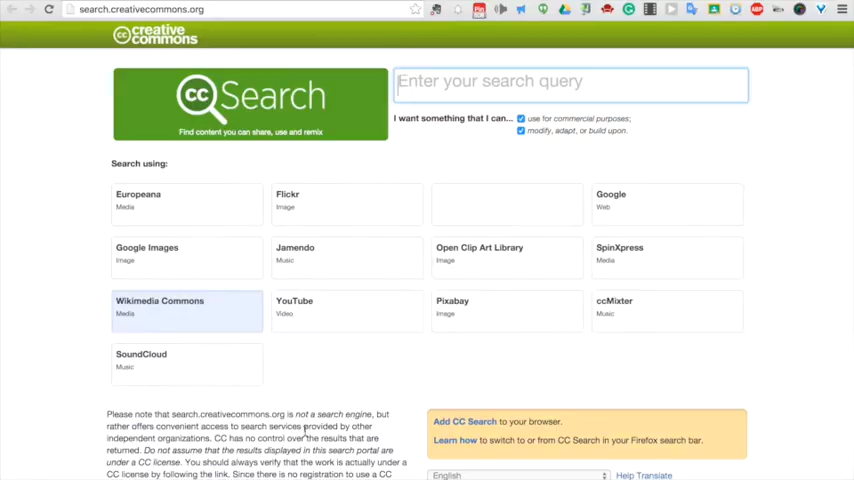 search.creativecommons.org
creative
commons
cc Search
Find content you can share, use and remix
Enter your search query
I want something that I can... use for commercial purposes;
modify, adapt, or build upon.
Search using:
Europeana
Media
Flickr
Image
Google
Web
Google Images
Image
Jamendo
Music
Open Clip Art Library
Image
SpinXpress
Media
Wikimedia Commons
Media
YouTube
Video
Pixabay
Image
ccMixter
Music
SoundCloud
Music
Please note that search.creativecommons.org is not a search engine, but
rather offers convenient access to search services provided by other
independent organizations. CC has no control over the results that are
returned. Do not assume that the results displayed in this search portal are
under a CC license. You should always verify that the work is actually under a
CC license by following the link. Since there is no registration to use a CC
Add CC Search to your browser.
Learn how to switch to or from CC Search in your Firefox search bar.
English
Help Translate